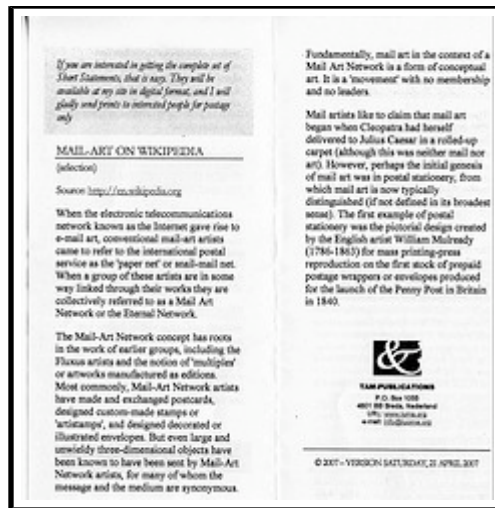 If you are interested in getting the complete set of
Short Statements, that is easy. They will be
available at my site in digital format, and I will
gladly send prints to interested people for postage
only
MAIL-ART ON WIKIPEDIA
(selection)
Source: http://en.wikipedia.org
When the electronic telecommunications
network known as the Internet gave rise to
e-mail art, conventional mail-art artists
came to refer to the international postal
service as the 'paper net' or snail-mail net.
When a group of these artists are in some
way linked through their works they are
collectively referred to as a Mail Art
Network or the Eternal Network.
The Mail-Art Network concept has roots
in the work of earlier groups, including the
Fluxus artists and the notion of 'multiples'
or artworks manufactured as editions.
Most commonly, Mail-Art Network artists
have made and exchanged postcards,
designed custom-made stamps or
'artistamps', and designed decorated or
illustrated envelopes. But even large and
unwieldy three-dimensional objects have
been known to have been sent by Mail-Art
Network artists, for many of whom the
message and the medium are synonymous.
Fundamentally, mail art in the context of a
Mail Art Network is a form of conceptual
art. It is a 'movement' with no membership
and no leaders.
Mail artists like to claim that mail art
began when Cleopatra had herself
delivered to Julius Caesar in a rolled-up
carpet (although this was neither mail nor
art). However, perhaps the initial genesis
of mail art was in postal stationery, from
which mail art is now typically
distinguished (if not defined in its broadest
sense). The first example of postal
stationery was the pictorial design created
by the English artist William Mulready
(1786-1863) for mass printing-press
reproduction on the first stock of prepaid
postage wrappers or envelopes produced
for the launch of the Penny Post in Britain
in 1840.
&
TAM-PUBLICATIONS
P.O. Box 1055
4801 BB Breda, Nederland
URL: www.iuoma.org
e-mail: info@iuoma.org
© 2007 – VERSION SATURDAY, 21 APRIL 2007